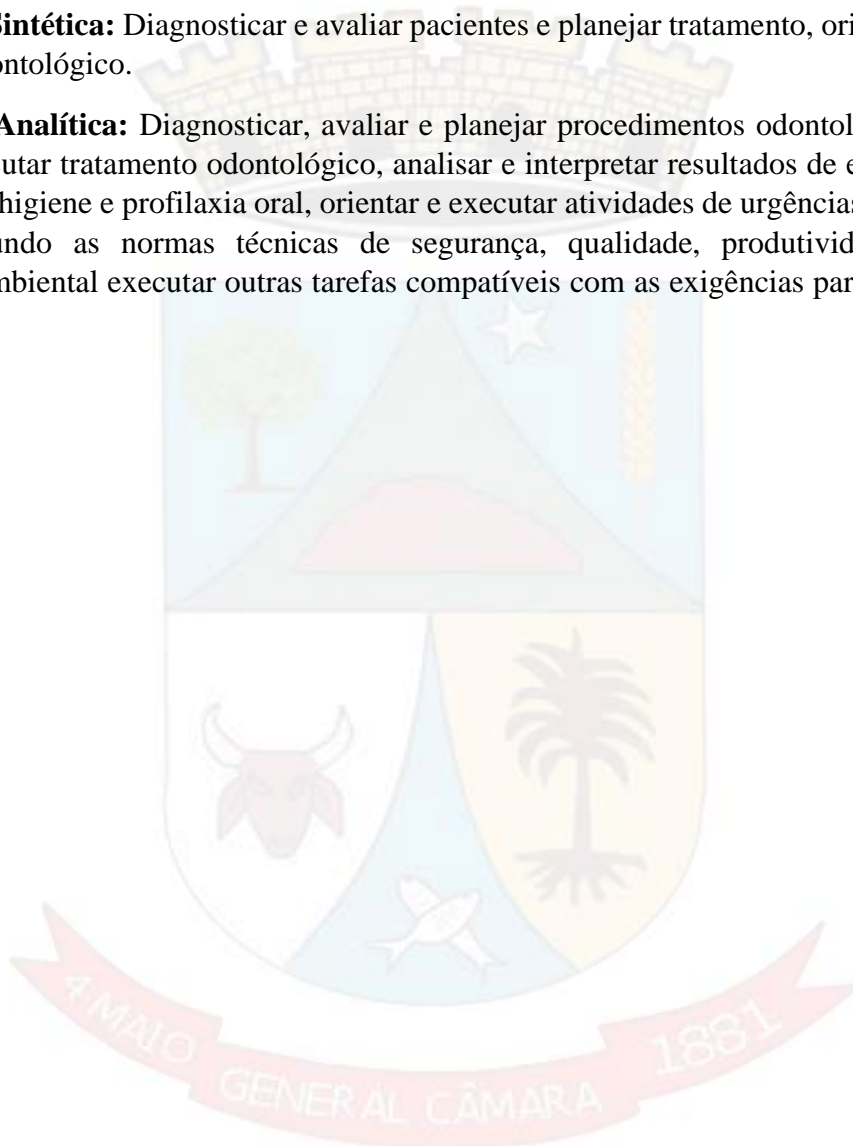 Sintética: Diagnosticar e avaliar pacientes e planejar tratamento, ori
ontológico.
Analítica: Diagnosticar, avaliar e planejar procedimentos odontol
utar tratamento odontológico, analisar e interpretar resultados de e
higiene e profilaxia oral, orientar e executar atividades de urgências
undo as normas técnicas de segurança, qualidade, produtivid
mbiental executar outras tarefas compatíveis com as exigências par
4 MAIO
GENERAL CÂMARA
1881